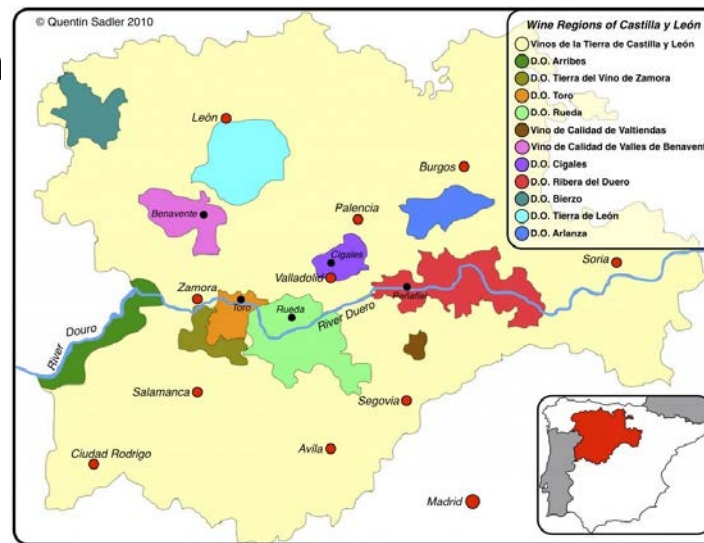 © Quentin Sadler 2010
Wine Regions of Castilla y León
Vinos de la Tierra de Castilla y León
D.O. Arribes
D.O. Tierra del Vino de Zamora
D.O. Toro
D.O. Rueda
Vino de Calidad de Valtiendas
Vino de Calidad de Valles de Benavent
D.O. Cigales
D.O. Ribera del Duero
D.O. Bierzo
D.O. Tierra de León
D.O. Arlanza
León
Burgos
Benavente
Palencia
Cigales
Soria
Valladolid
Zamora
Peñafiel
Toro
Rueda
River Duero
River Douro
Salamanca
Segovia
Avila
Ciudad Rodrigo
Madrid